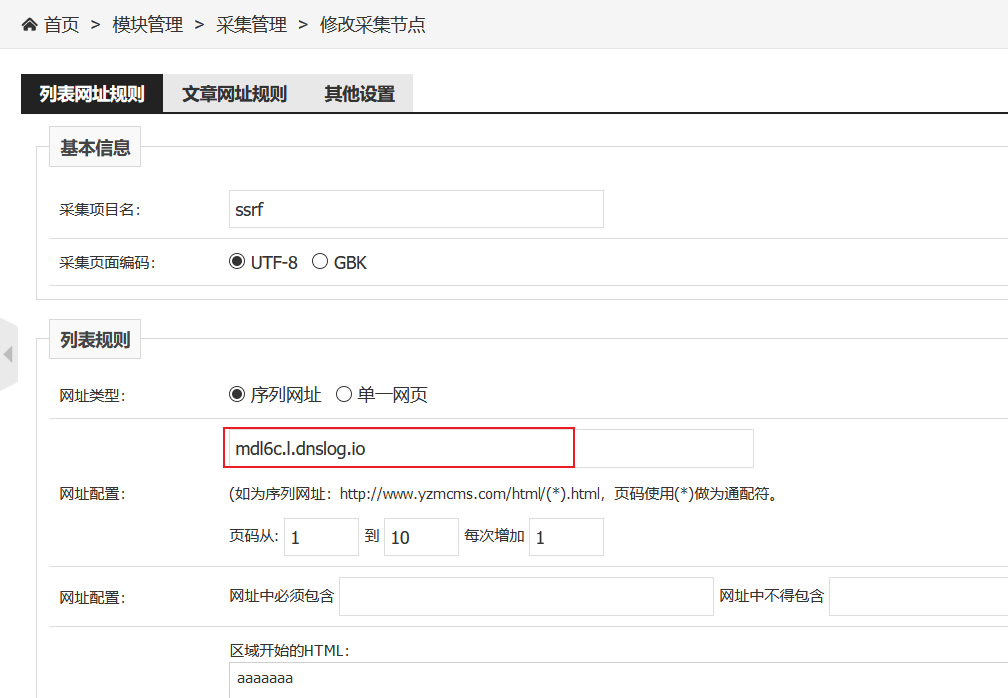 首页 > 模块管理 > 采集管理 > 修改采集节点
列表网址规则 文章网址规则 其他设置
基本信息
采集项目名： ssrf
采集页面编码： UTF-8 GBK
列表规则
网址类型： 序列网址 单一网页
mdl6c.l.dnslog.io
网址配置： (如为序列网址：http://www.yzmcms.com/html/(*).html，页码使用(*)做为通配符。
页码从: 1 到 10 每次增加 1
网址配置： 网址中必须包含 网址中不得包含
区域开始的HTML：
aaaaaaa